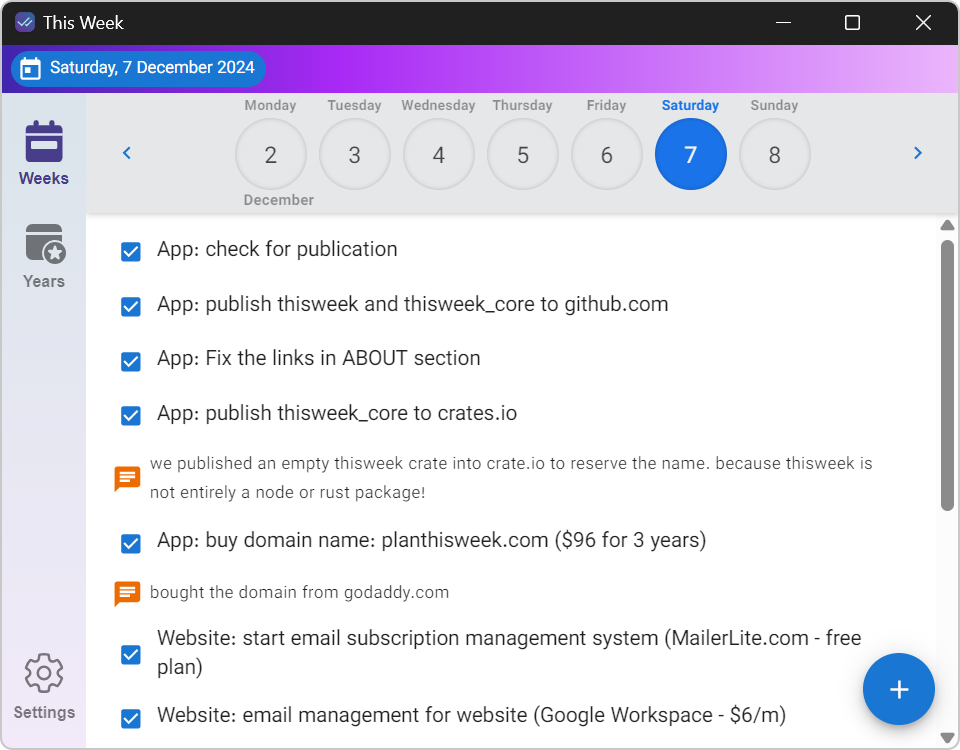 This Week
Saturday, 7 December 2024
Weeks
Years
Settings
Monday Tuesday Wednesday Thursday Friday Saturday Sunday
2 3 4 5 6 7 8
December
App: check for publication
App: publish thisweek and thisweek_core to github.com
App: Fix the links in ABOUT section
App: publish thisweek_core to crates.io
we published an empty thisweek crate into crate.io to reserve the name. because thisweek is
not entirely a node or rust package!
App: buy domain name: planthisweek.com ($96 for 3 years)
bought the domain from godaddy.com
Website: start email subscription management system (MailerLite.com - free
plan)
Website: email management for website (Google Workspace - $6/m)